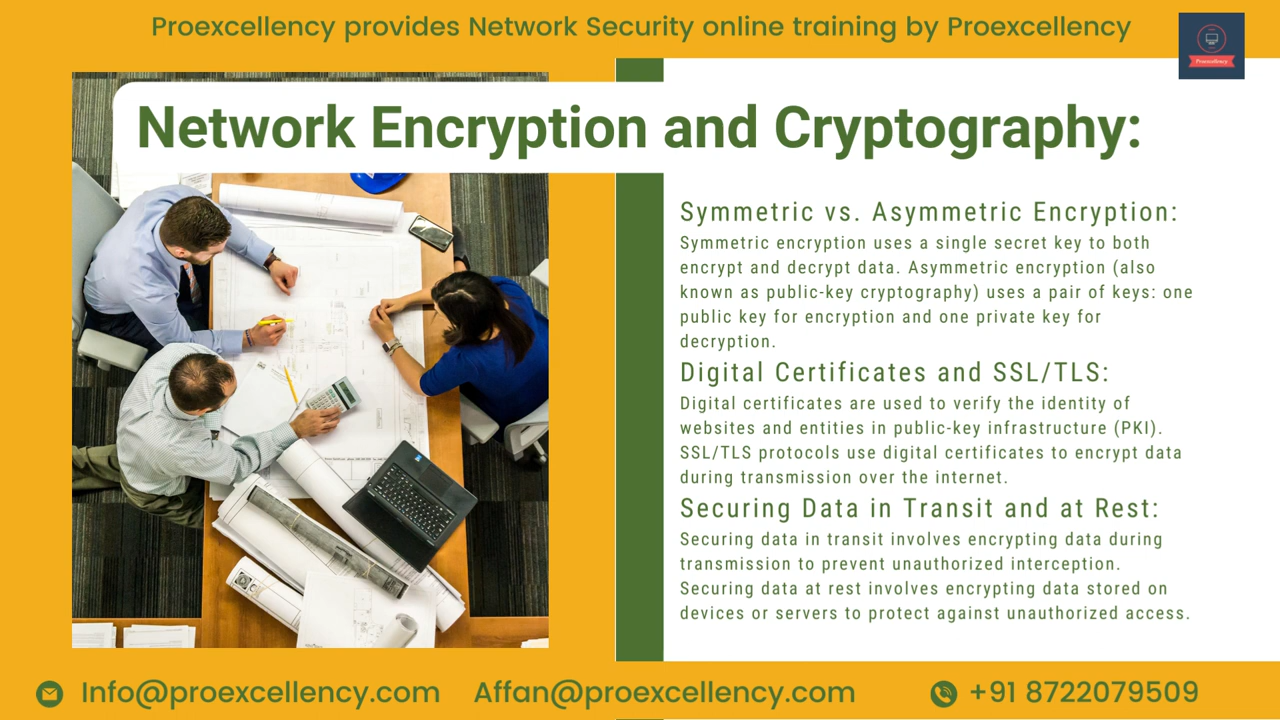 Proexcellency provides Network Security online training by Proexcellency
Proexcellency
Network Encryption and Cryptography:
Symmetric vs. Asymmetric Encryption:
Symmetric encryption uses a single secret key to both
encrypt and decrypt data. Asymmetric encryption (also
known as public-key cryptography) uses a pair of keys: one
public key for encryption and one private key for
decryption.
Digital Certificates and SSL/TLS:
Digital certificates are used to verify the identity of
websites and entities in public-key infrastructure (PKI).
SSL/TLS protocols use digital certificates to encrypt data
during transmission over the internet.
Securing Data in Transit and at Rest:
Securing data in transit involves encrypting data during
transmission to prevent unauthorized interception.
Securing data at rest involves encrypting data stored on
devices or servers to protect against unauthorized access.
Info@proexcellency.com
Affan@proexcellency.com
+91 8722079509